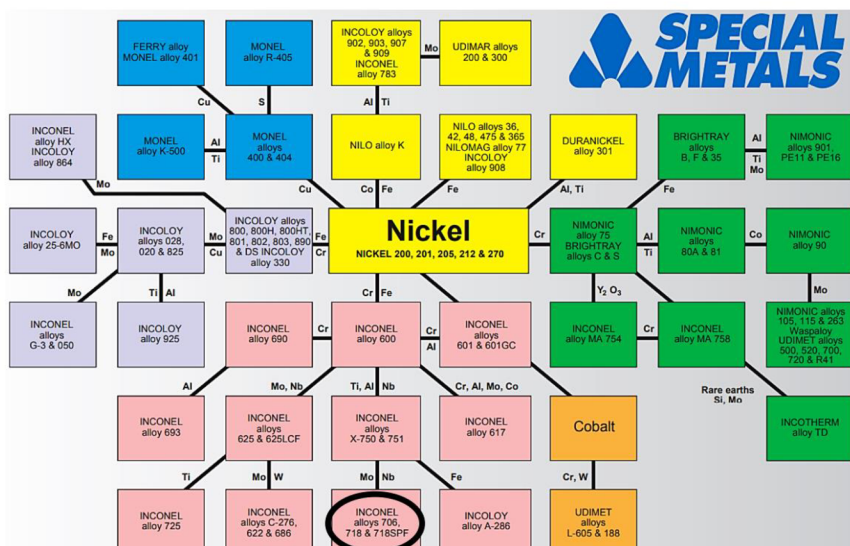 SPECIAL
METALS
FERRY alloy
MONEL alloy 401
MONEL
alloy R-405
INCOLOY alloys
902, 903, 907
& 909
INCONEL
alloy 783
Mo
UDIMAR alloys
200 & 300
Cu
S
Al Ti
INCONEL
alloy HX
INCOLOY
alloy 864
MONEL
alloy K-500
Al
Ti
MONEL
alloys
400 & 404
NILO alloy K
NILO alloys 36,
42, 48, 475 & 365
NILOMAG alloy 77
INCOLOY
alloy 908
DURANICKEL
alloy 301
BRIGHTRAY
alloys
B, F & 35
Al
Ti
Mo
NIMONIC
alloys 901,
PE11 & PE16
Mo
Cu
Co Fe
Fe
Al, Ti
Fe
INCOLOY
alloy 25-6MO
Fe
Mo
INCOLOY
alloys 028,
020 & 825
Mo
Cu
INCOLOY alloys
800, 800H, 800HT,
801, 802, 803, 890
& DS INCOLOY
alloy 330
Fe
Cr
Nickel
NICKEL 200, 201, 205, 212 & 270
Cr
NIMONIC
alloy 75
BRIGHTRAY
alloys C & S
Al
Ti
NIMONIC
alloys
80A & 81
Co
NIMONIC
alloy 90
Mo
Ti Al
Cr Fe
Y2 O3
Mo
INCONEL
alloys
G-3 & 050
INCOLOY
alloy 925
INCONEL
alloy 690
Cr
INCONEL
alloy 600
Cr
Al
INCONEL
alloys
601 & 601GC
INCONEL
alloy MA 754
Cr
INCONEL
alloy MA 758
NIMONIC alloys
105, 115 & 263
Waspaloy
UDIMET alloys
500, 520, 700,
720 & R41
Al
Mo, Nb
Ti, Al Nb
Cr, Al, Mo, Co
Rare earths
Si, Mo
INCONEL
alloy 693
INCONEL
alloys
625 & 625LCF
INCONEL
alloys
X-750 & 751
INCONEL
alloy 617
Cobalt
INCOTHERM
alloy TD
Ti
Mo W
Mo Nb
Fe
Cr, W
INCONEL
alloy 725
INCONEL
alloys C-276,
622 & 686
INCONEL
alloys 706,
718 & 718SPF
INCOLOY
alloy A-286
UDIMET
alloys
L-605 & 188